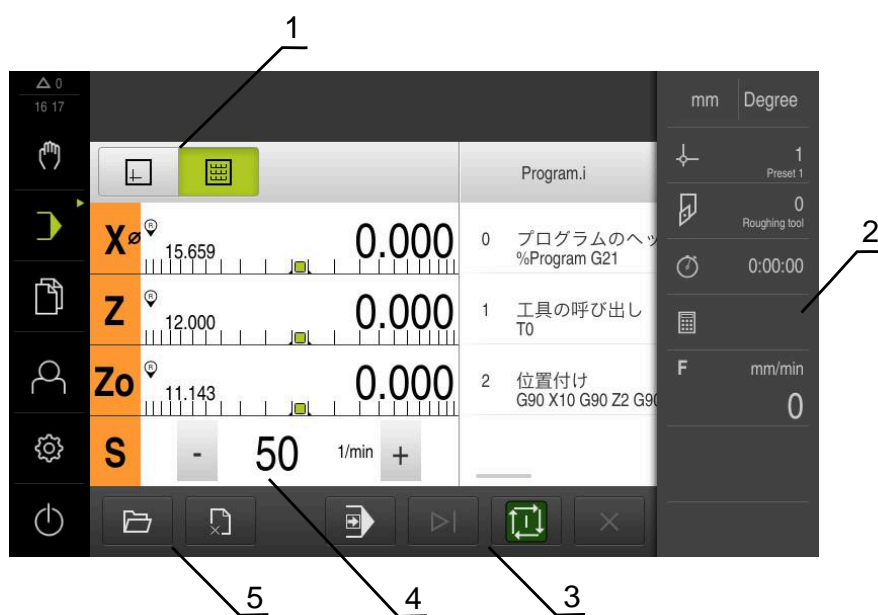 1
0
16 17
mm Degree
Program.i
1
Preset 1
0
Roughing tool
2
0:00:00
F mm/min
0
X ⌀ R 15.659 0.000
Z R 12.000 0.000
Zo R 11.143 0.000
S - 50 1/min +
0 プログラムのヘッ
%Program G21
1 工具の呼び出し
T0
2 位置付け
G90 X10 G90 Z2 G90
5
4
3